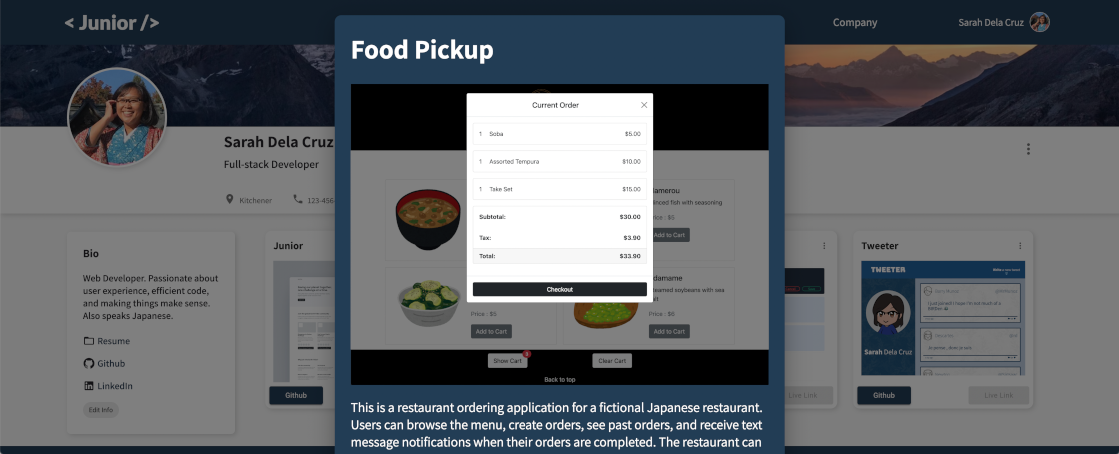 < Junior />
Company
Sarah Dela Cruz
Food Pickup
Current Order
1 Soba $5.00
1 Assorted Tempura $10.00
1 Take Set $15.00
Subtotal: $30.00
Tax: $3.90
Total: $33.90
Checkout
damerou
inced fish with seasoning
Price : $5
Add to Cart
damame
eamed soybeans with sea
Price : $5
Price : $6
Add to Cart
Add to Cart
Show Cart
Clear Cart
Back to top
This is a restaurant ordering application for a fictional Japanese restaurant.
Users can browse the menu, create orders, see past orders, and receive text
message notifications when their orders are completed. The restaurant can
Sarah Dela Cruz
Full-stack Developer
Kitchener
123-456
Bio
Web Developer. Passionate about
user experience, efficient code,
and making things make sense.
Also speaks Japanese.
Resume
Github
LinkedIn
Edit Info
Junior
Github
Live Link
Tweeter
TWEETER
Sarah Dela Cruz
Github
Live Link